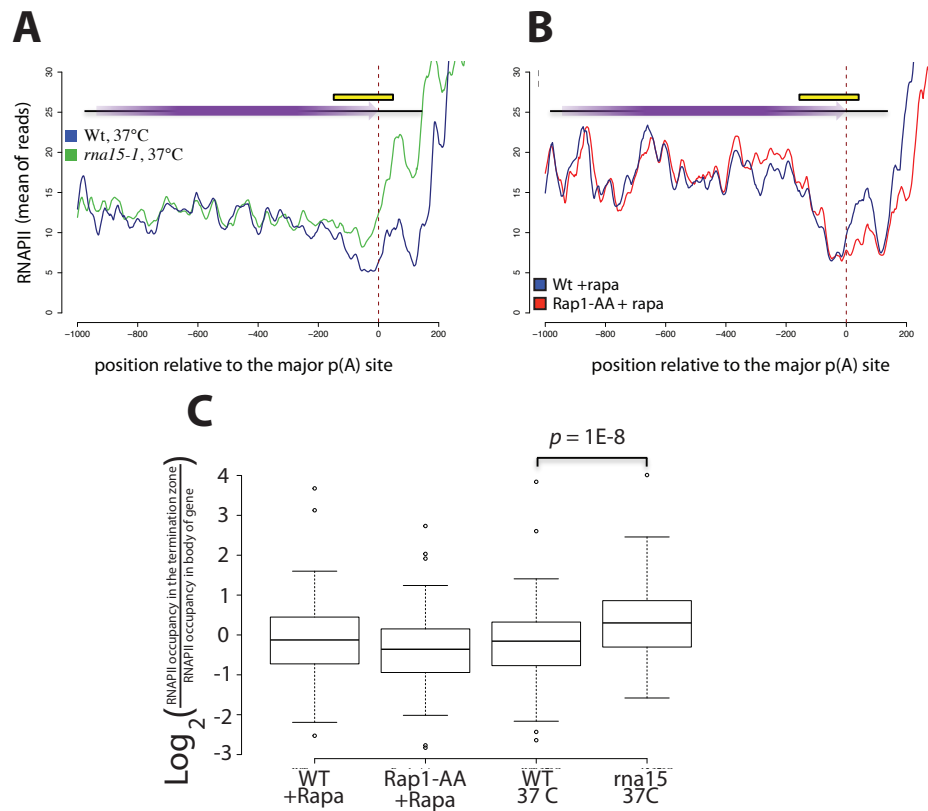 A
B
RNAPII (mean of reads)
30
25
20
15
10
5
0
Wt, 37°C
rna15-1, 37°C
-1000
-800
-600
-400
-200
0
200
position relative to the major p(A) site
30
25
20
15
10
5
0
Wt +rapa
Rap1-AA + rapa
-1000
-800
-600
-400
-200
0
200
position relative to the major p(A) site
C
p = 1E-8
Log2(RNAPII occupancy in the termination zone
RNAPII occupancy in body of gene)
4
3
2
1
0
-1
-2
-3
WT
+Rapa
Rap1-AA
+Rapa
WT
37 C
rna15
37C